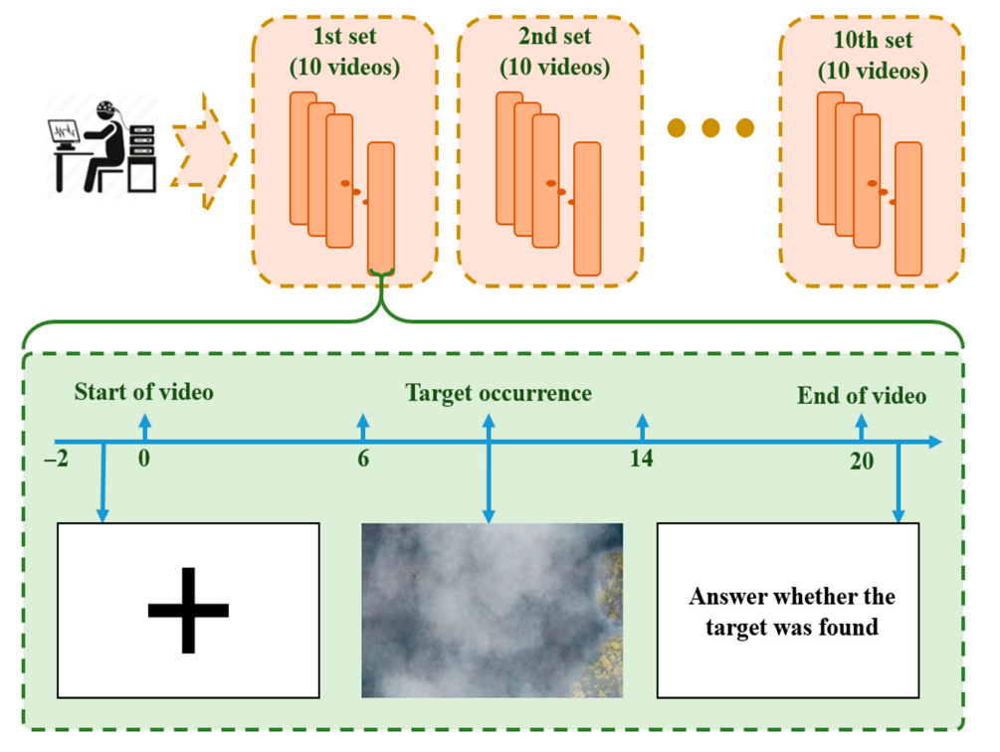 1st set
(10 videos)
2nd set
(10 videos)
10th set
(10 videos)
Start of video
Target occurrence
End of video
−2
0
6
14
20
Answer whether the
target was found